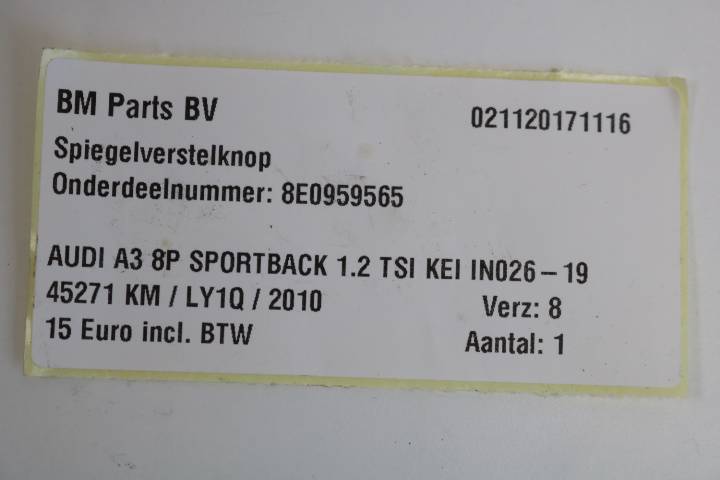 BM Parts BV 021120171116
Spiegelverstelknop
Onderdeelnummer: 8E0959565
AUDI A3 8P SPORTBACK 1.2 TSI KEI IN026-19
45271 KM / LY1Q / 2010 Verz: 8
15 Euro incl. BTW Aantal: 1